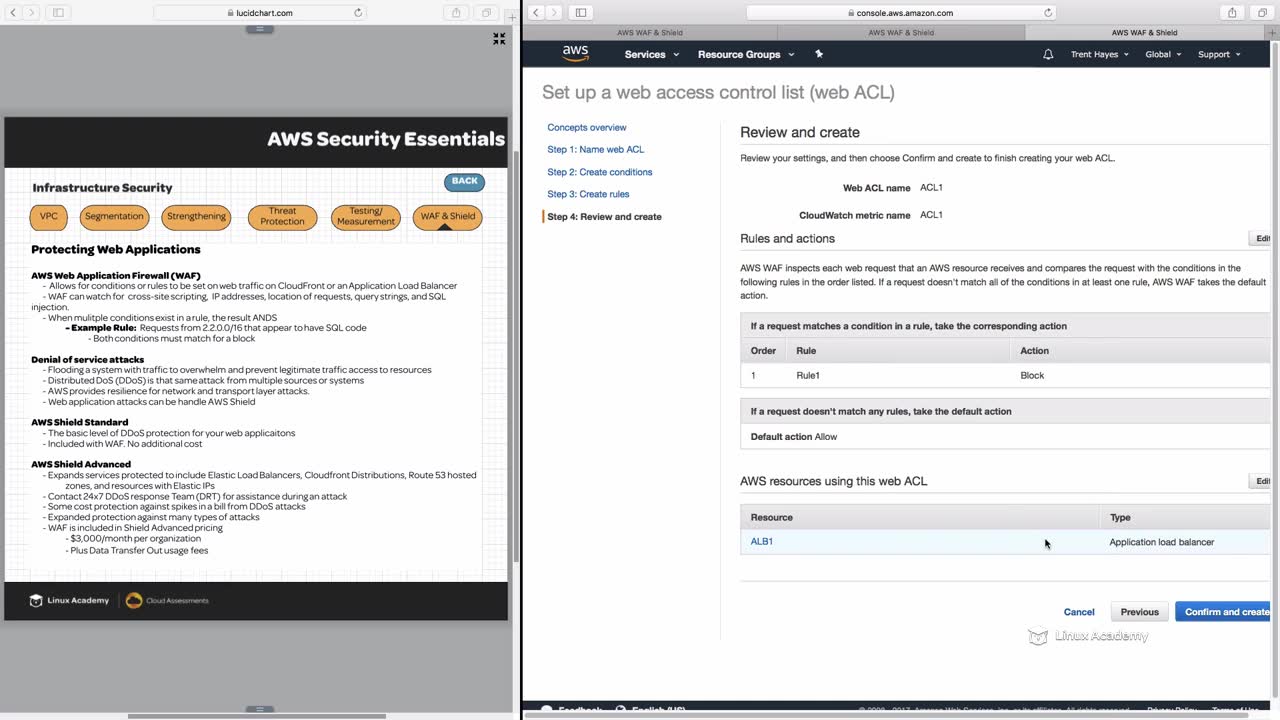 lucidchart.com
AWS Security Essentials
Infrastructure Security
BACK
VPC
Segmentation
Strengthening
Threat
Protection
Testing/
Measurement
WAF & Shield
Protecting Web Applications
AWS Web Application Firewall (WAF)
- Allows for conditions or rules to be set on web traffic on CloudFront or an Application Load Balancer
- WAF can watch for cross-site scripting, IP addresses, location of requests, query strings, and SQL
injection.
- When mulitple conditions exist in a rule, the result ANDS
- Example Rule: Requests from 2.2.0.0/16 that appear to have SQL code
- Both conditions must match for a block
Denial of service attacks
- Flooding a system with traffic to overwhelm and prevent legitimate traffic access to resources
- Distributed DoS (DDoS) is that same attack from multiple sources or systems
- AWS provides resilience for network and transport layer attacks.
- Web application attacks can be handle AWS Shield
AWS Shield Standard
- The basic level of DDoS protection for your web applicaitons
- Included with WAF. No additional cost
AWS Shield Advanced
- Expands services protected to include Elastic Load Balancers, Cloudfront Distributions, Route 53 hosted
zones, and resources with Elastic IPs
- Contact 24x7 DDoS response Team (DRT) for assistance during an attack
- Some cost protection against spikes in a bill from DDoS attacks
- Expanded protection against many types of attacks
- WAF is included in Shield Advanced pricing
- $3,000/month per organization
- Plus Data Transfer Out usage fees
Linux Academy
Cloud Assessments
console.aws.amazon.com
AWS WAF & Shield
AWS WAF & Shield
AWS WAF & Shield
aws
Services
Resource Groups
Trent Hayes
Global
Support
Set up a web access control list (web ACL)
Concepts overview
Step 1: Name web ACL
Step 2: Create conditions
Step 3: Create rules
Step 4: Review and create
Review and create
Review your settings, and then choose Confirm and create to finish creating your web ACL.
Web ACL name ACL1
CloudWatch metric name ACL1
Rules and actions
Edit
AWS WAF inspects each web request that an AWS resource receives and compares the request with the conditions in the
following rules in the order listed. If a request doesn't match all of the conditions in at least one rule, AWS WAF takes the default
action.
If a request matches a condition in a rule, take the corresponding action
Order Rule Action
1 Rule1 Block
If a request doesn't match any rules, take the default action
Default action Allow
AWS resources using this web ACL
Edit
Resource Type
ALB1 Application load balancer
Cancel
Previous
Confirm and create
Linux Academy
Feedback
English (US)